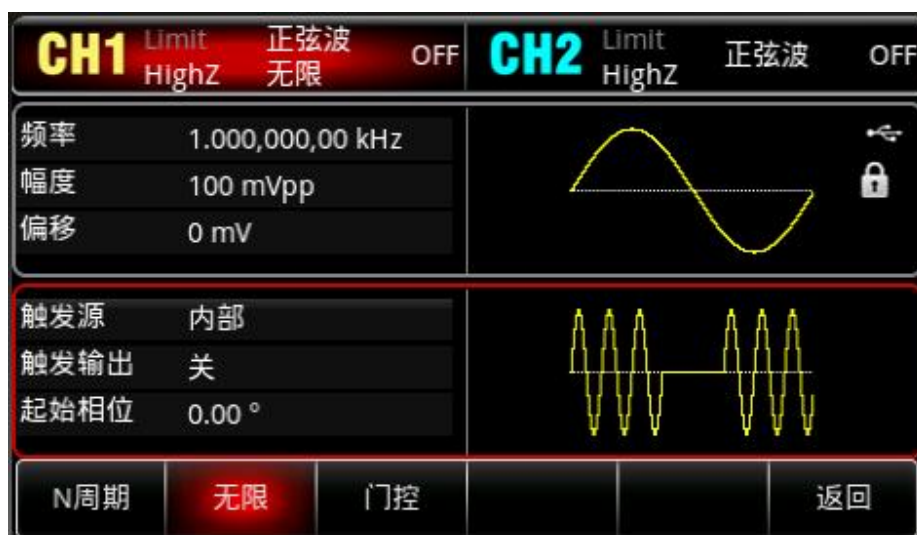 CH1 Limit 正弦波 OFF CH2 Limit 正弦波 OFF
HighZ 无限 HighZ
频率 1.000,000,00 kHz
幅度 100 mVpp
偏移 0 mV
触发源 内部
触发输出 关
起始相位 0.00 °
N周期 无限 门控 返回